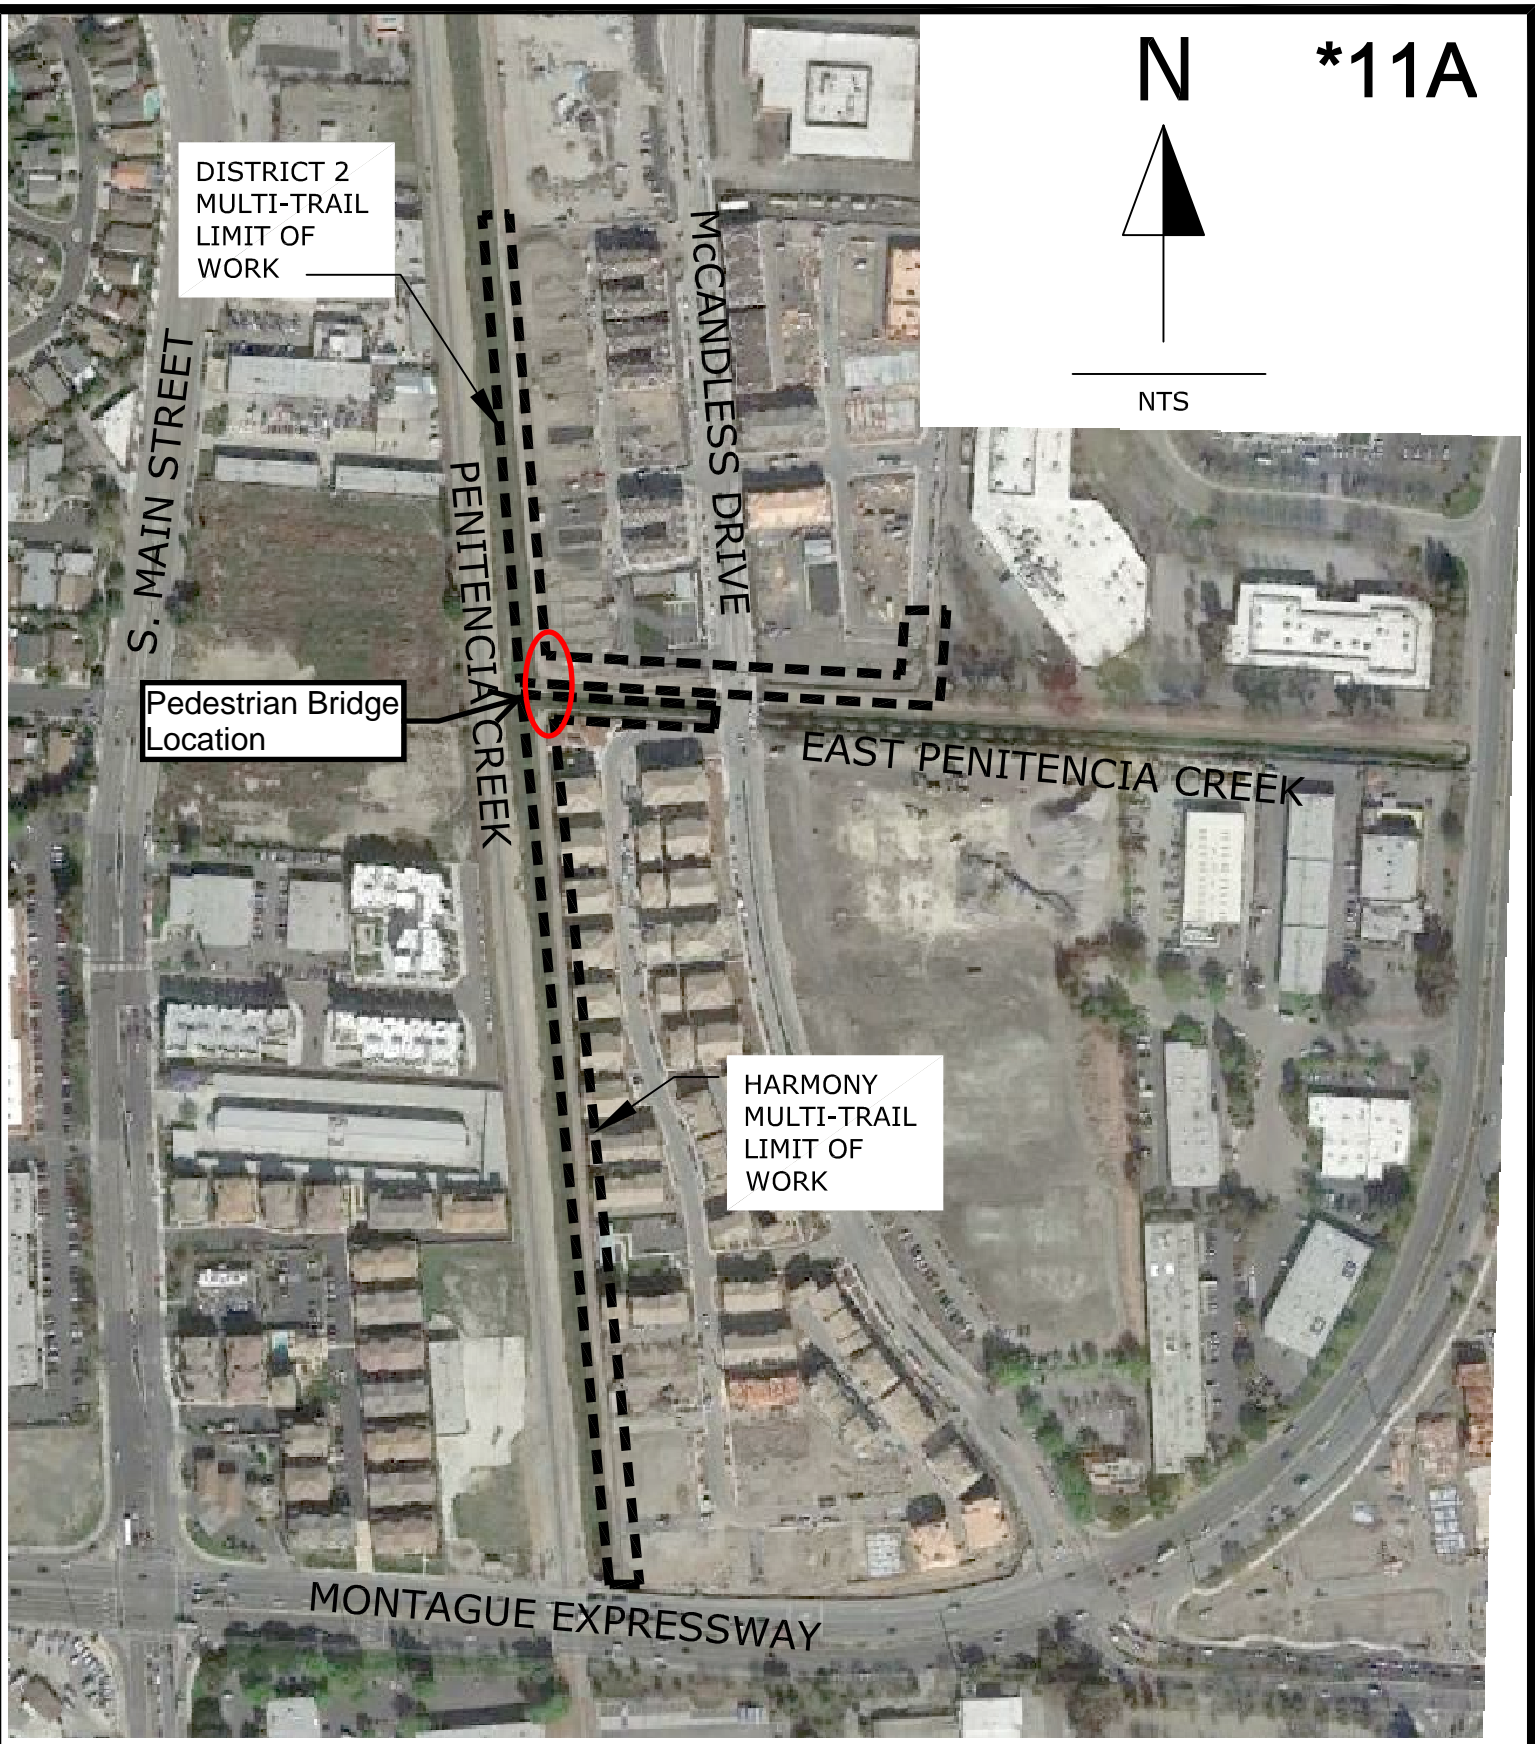 N
*11A
NTS
DISTRICT 2
MULTI-TRAIL
LIMIT OF
WORK
McCANDLESS DRIVE
S. MAIN STREET
PENITENCIA CREEK
Pedestrian Bridge
Location
EAST PENITENCIA CREEK
HARMONY
MULTI-TRAIL
LIMIT OF
WORK
MONTAGUE EXPRESSWAY